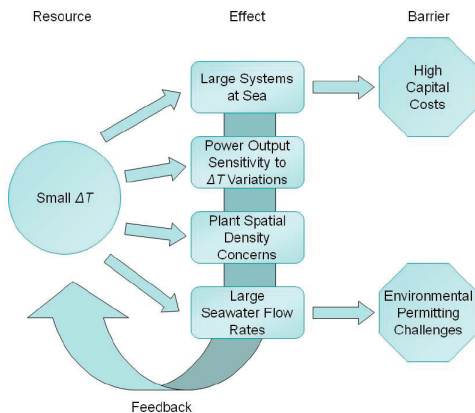 Resource
Effect
Barrier
Large Systems
at Sea
High
Capital
Costs
Power Output
Sensitivity to
ΔT Variations
Small ΔT
Plant Spatial
Density
Concerns
Large
Seawater Flow
Rates
Environmental
Permitting
Challenges
Feedback